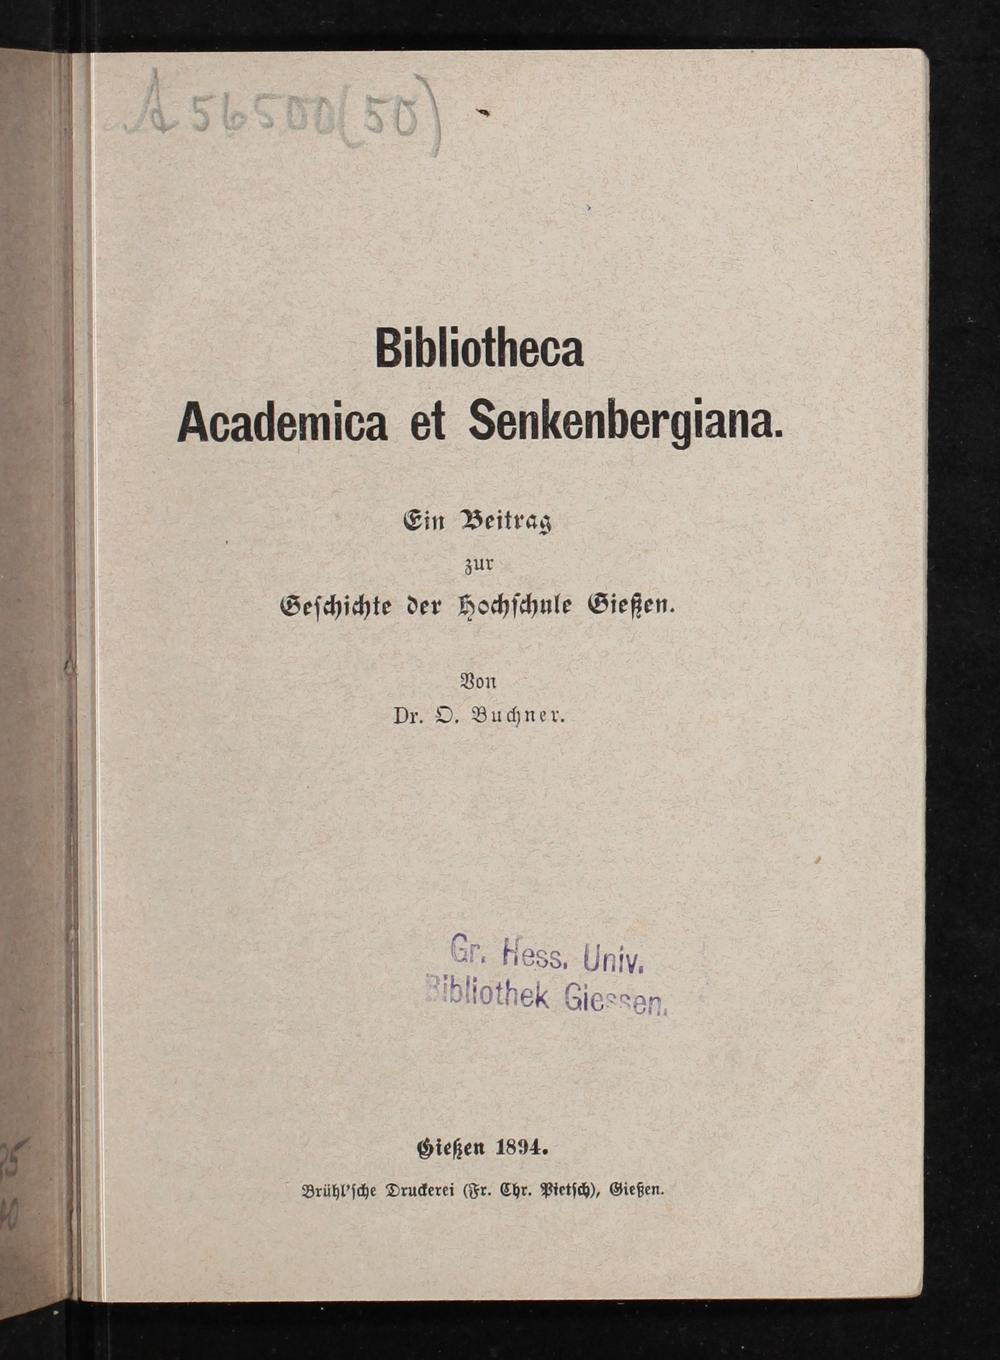 A 56500(50)
Bibliotheca
Academica et Senkenbergiana.
Ein Beitrag
zur
Geschichte der Hochschule Gießen.
Von
Dr. O. Buchner.
Gr. Hess. Univ.
Bibliothek Giessen.
Gießen 1894.
Brühl'sche Druckerei (Fr. Chr. Pietsch), Gießen.